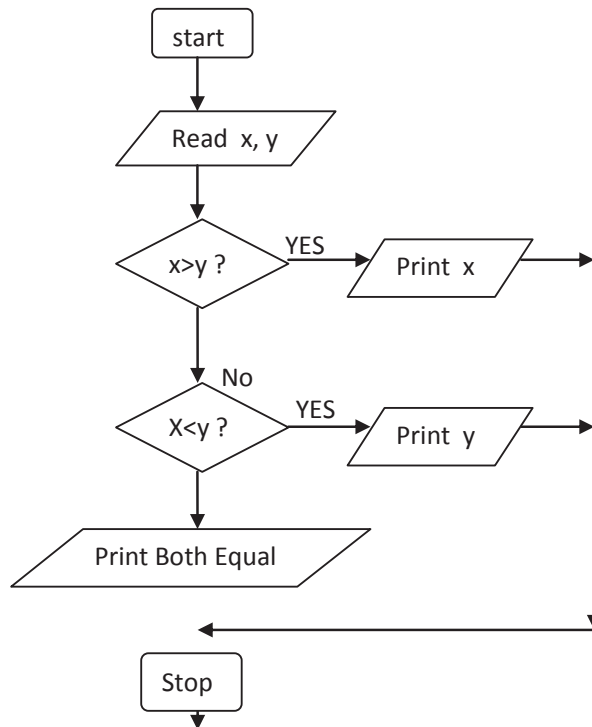 start
Read x, y
x>y ?
YES
Print x
No
X<y ?
YES
Print y
Print Both Equal
Stop